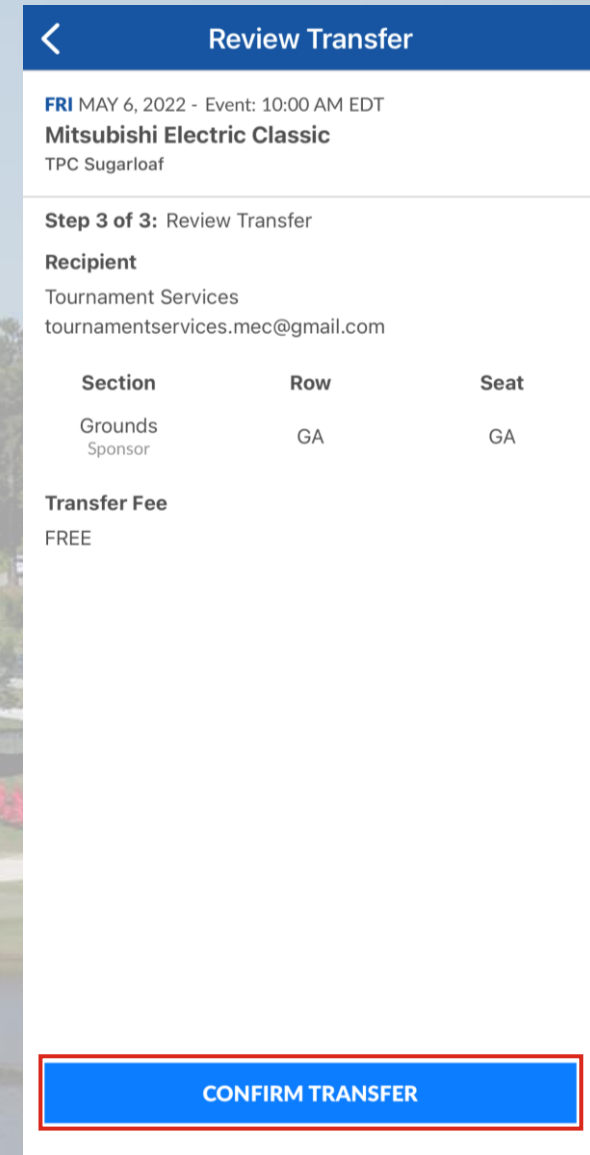 Review Transfer
FRI MAY 6, 2022 - Event: 10:00 AM EDT
Mitsubishi Electric Classic
TPC Sugarloaf
Step 3 of 3: Review Transfer
Recipient
Tournament Services
tournamentservices.mec@gmail.com
Section Row Seat
Grounds GA GA
Sponsor
Transfer Fee
FREE
CONFIRM TRANSFER